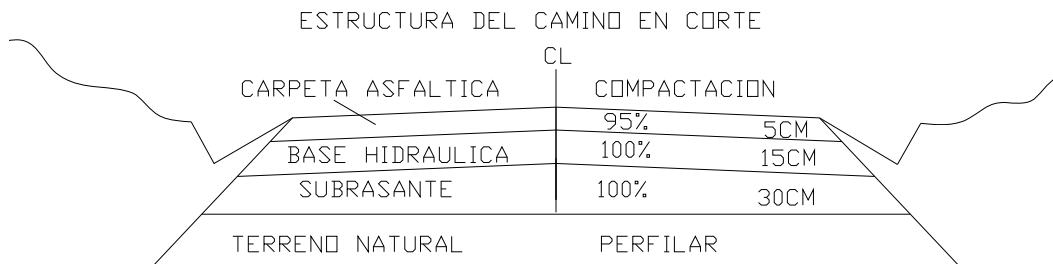 ESTRUCTURA DEL CAMINO EN CORTE
CL
CARPETA ASFALTICA COMPACTACION
95% 5CM
BASE HIDRAULICA 100% 15CM
SUBRASANTE 100% 30CM
TERRENO NATURAL PERFILAR